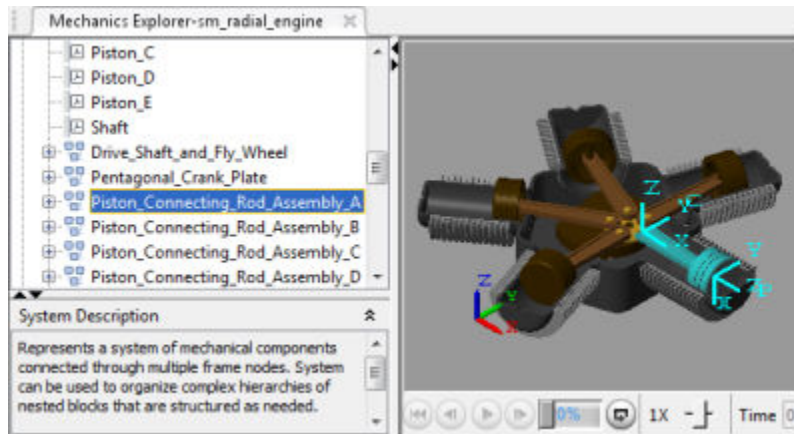 Mechanics Explorer-sm_radial_engine
Piston_C
Piston_D
Piston_E
Shaft
Drive_Shaft_and_Fly_Wheel
Pentagonal_Crank_Plate
Piston_Connecting_Rod_Assembly_A
Piston_Connecting_Rod_Assembly_B
Piston_Connecting_Rod_Assembly_C
Piston_Connecting_Rod_Assembly_D
System Description
Represents a system of mechanical components
connected through multiple frame nodes. System
can be used to organize complex hierarchies of
nested blocks that are structured as needed.
Z
X
Y
X
Z
Y
X
0%
1X
Time 0